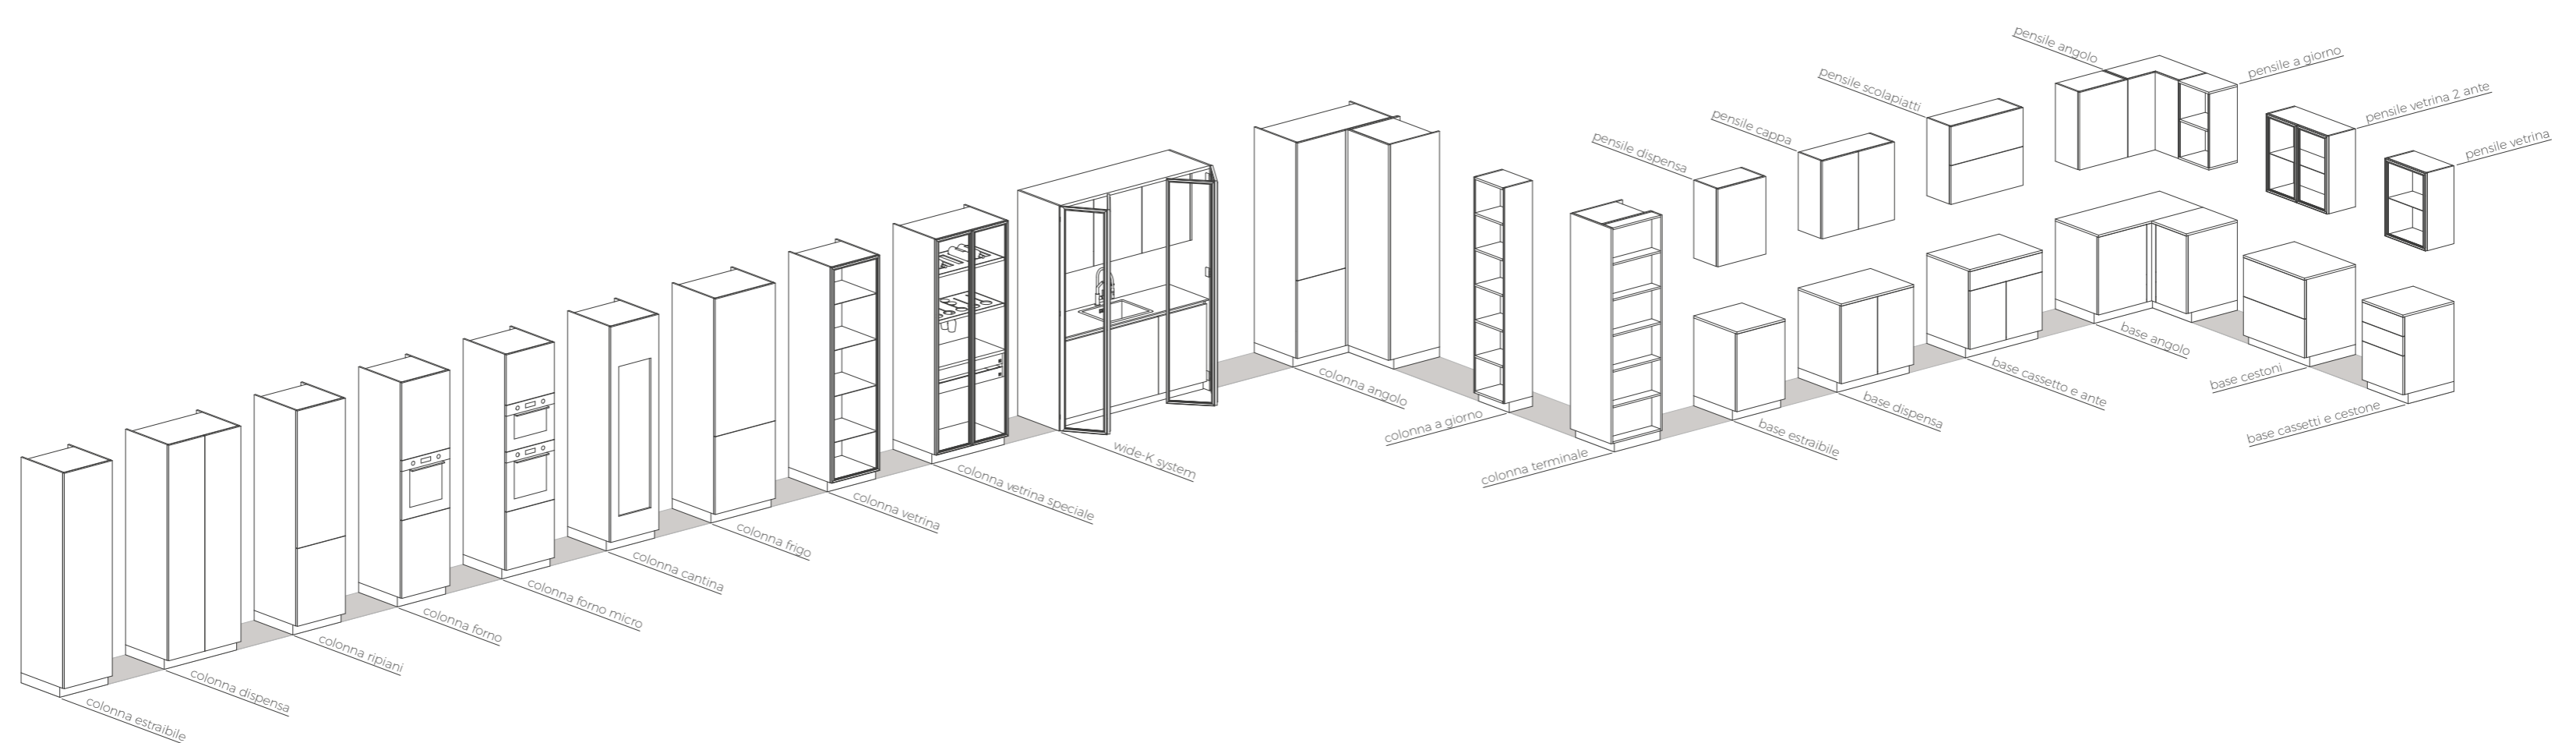 colonna estraibile
colonna dispensa
colonna ripiani
colonna forno
colonna forno micro
colonna cantina
colonna frigo
colonna vetrina
colonna vetrina speciale
wide-K system
colonna angolo
colonna a giorno
colonna terminale
pensile dispensa
pensile cappa
pensile scolapiatti
pensile angolo
pensile a giorno
pensile vetrina 2 ante
pensile vetrina
base estraibile
base dispensa
base cassetto e ante
base angolo
base cestoni
base cassetti e cestone